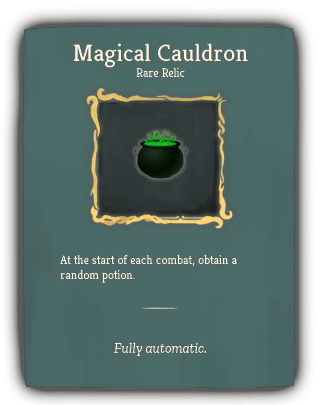 Magical Cauldron
Rare Relic
At the start of each combat, obtain a
random potion.
Fully automatic.